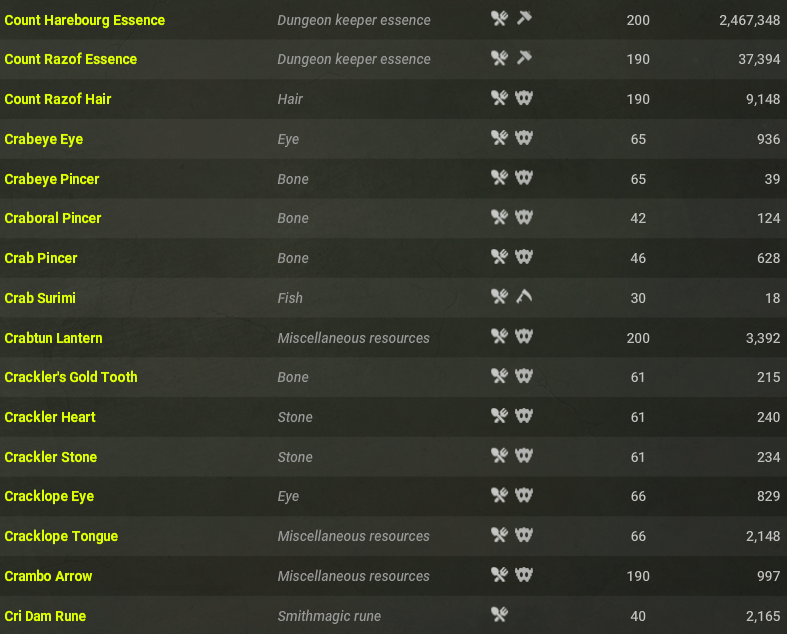 Count Harebourg Essence Dungeon keeper essence 200 2,467,348
Count Razof Essence Dungeon keeper essence 190 37,394
Count Razof Hair Hair 190 9,148
Crabeye Eye Eye 65 936
Crabeye Pincer Bone 65 39
Craboral Pincer Bone 42 124
Crab Pincer Bone 46 628
Crab Surimi Fish 30 18
Crabtun Lantern Miscellaneous resources 200 3,392
Crackler's Gold Tooth Bone 61 215
Crackler Heart Stone 61 240
Crackler Stone Stone 61 234
Cracklope Eye Eye 66 829
Cracklope Tongue Miscellaneous resources 66 2,148
Crambo Arrow Miscellaneous resources 190 997
Cri Dam Rune Smithmagic rune 40 2,165